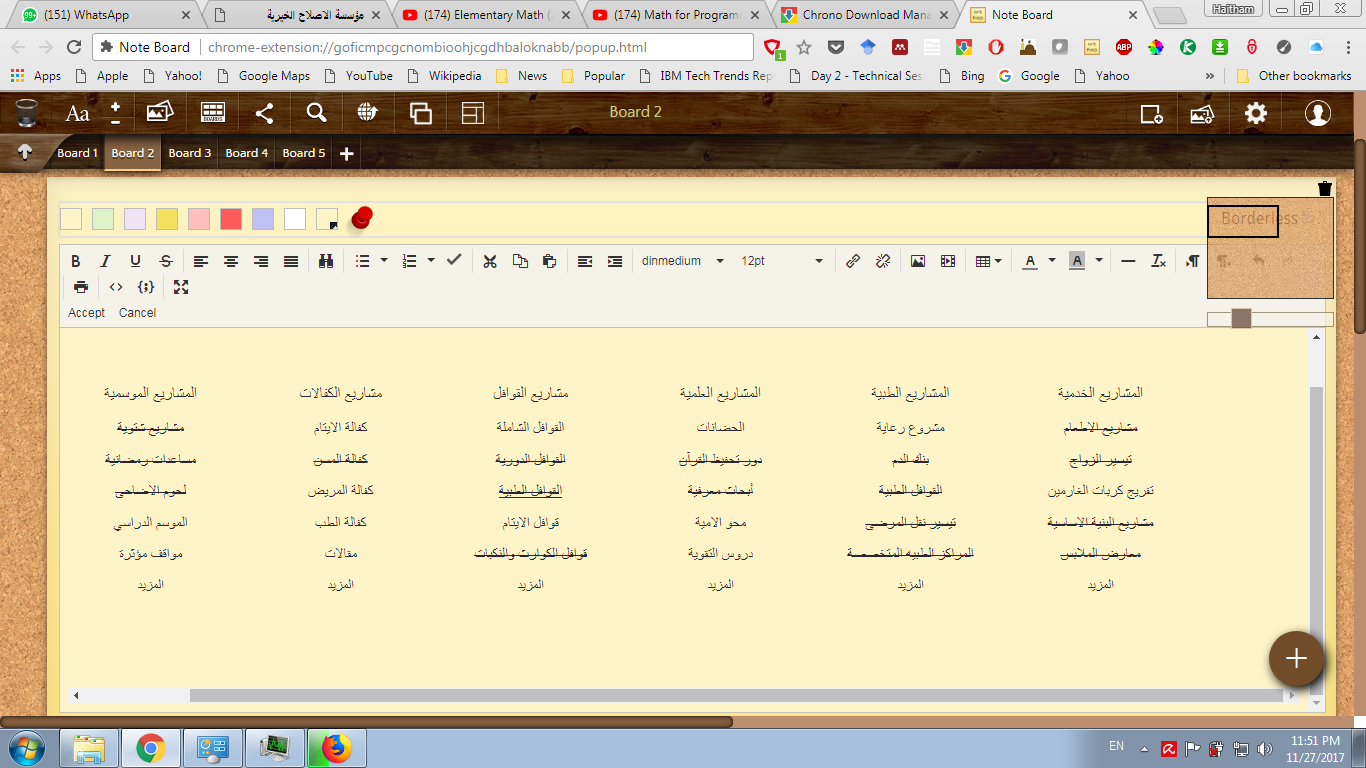 (151) WhatsApp
مؤسسة الاصلاح الخيرية
(174) Elementary Math (
(174) Math for Programm
Chrono Download Mana
Note Board
Haitham
Note Board
chrome-extension://goficmpcgcnombioohjcgdhbaloknabb/popup.html
1
ABP
0
Apps
Apple
Yahoo!
Google Maps
YouTube
Wikipedia
News
Popular
IBM Tech Trends Rep
Day 2 - Technical Ses
Bing
Google
Yahoo
»
Other bookmarks
Aa
BOARDS
Board 2
Board 1
Board 2
Board 3
Board 4
Board 5
Borderless
B I U S
dinmedium
12pt
A
A
Accept
Cancel
المشاريع الخدمية المشاريع الطبية المشاريع العلمية مشاريع القوافل مشاريع الكفالات المشاريع الموسمية
مشاريع الاطعام مشروع رعاية الحضانات القوافل الشاملة كفالة الايتام مشاريع شتوية
تيسير الزواج بنك الدم دور تحفيظ القرآن القوافل الدورية كفالة المسن مساعدات رمضانية
تفريج كربات الغارمين القوافل الطبية أبحاث معرفية القوافل الطبية كفالة المريض لحوم الاضاحى
مشاريع البنية الاساسية تيسير نقل المرضى محو الامية قوافل الايتام كفالة الطب الموسم الدراسي
معارض الملابس المراكز الطبيه المتخصصة دروس التقوية قوافل الكوارث والنكبات مقالات مواقف مؤثرة
المزيد المزيد المزيد المزيد المزيد المزيد
EN
11:51 PM
11/27/2017